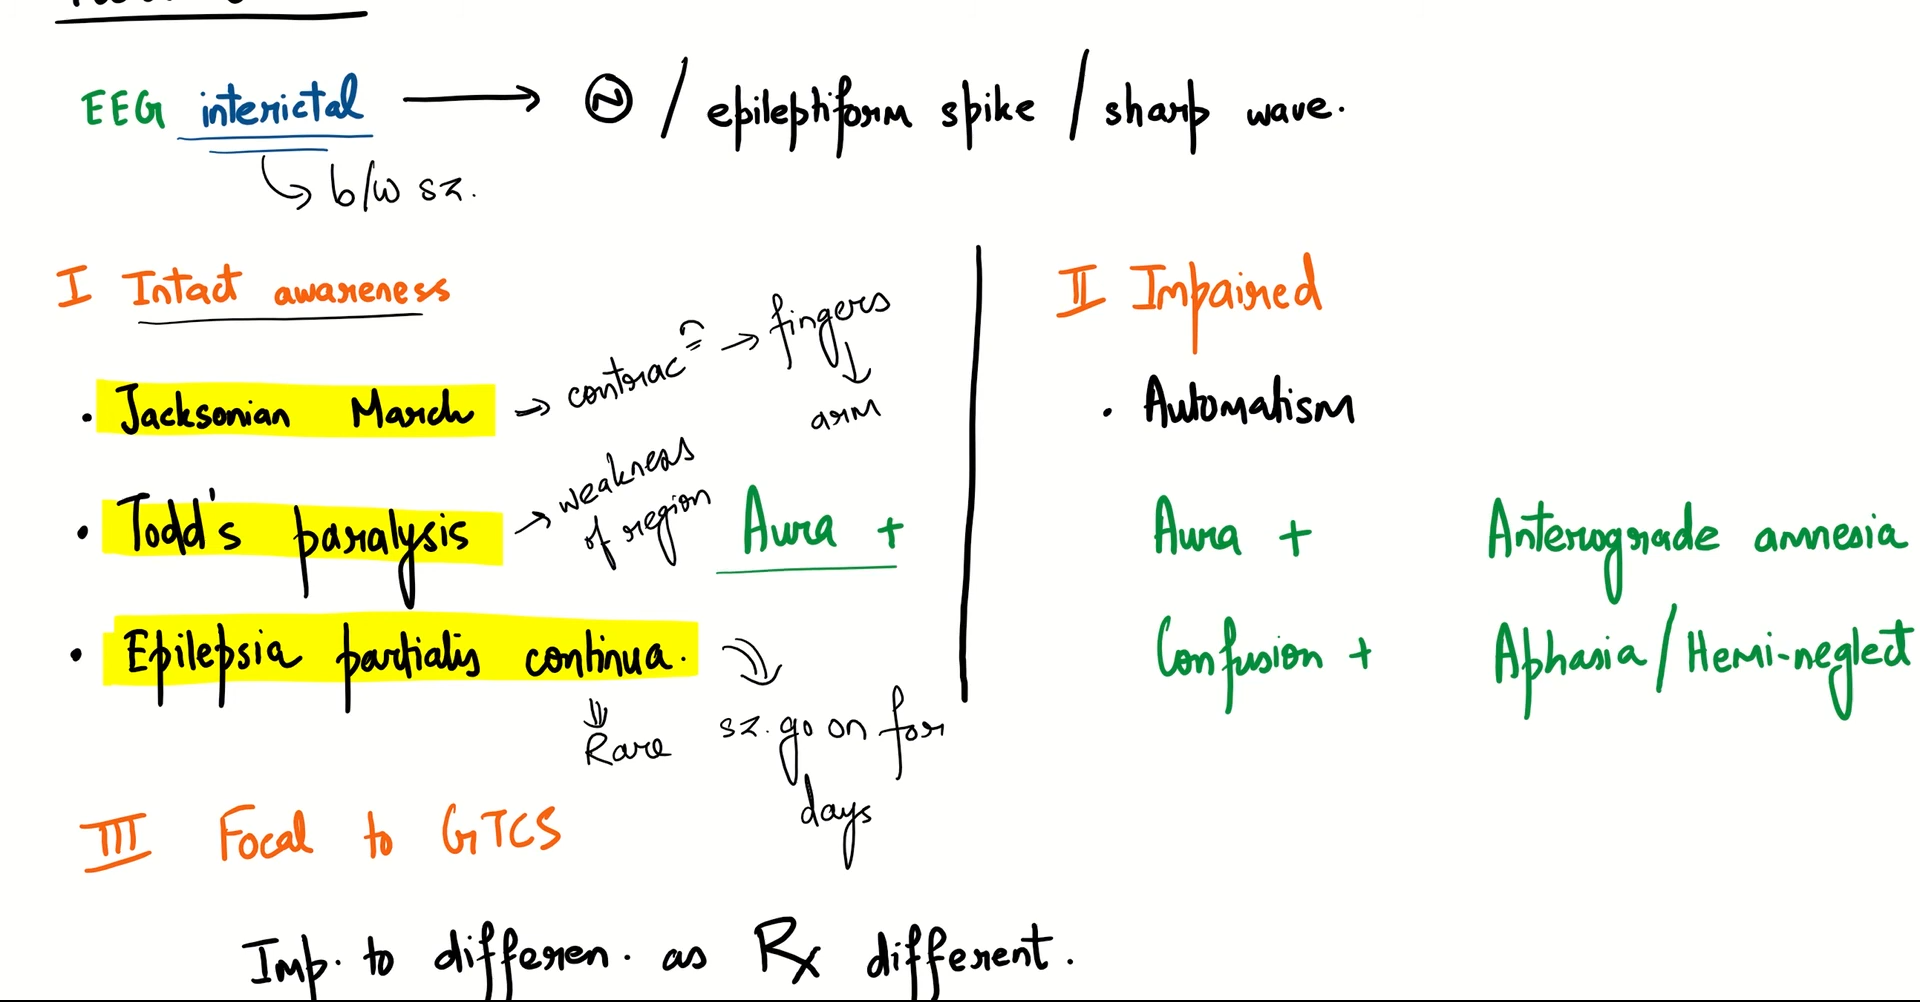 EEG interictal → Ⓝ / epileptiform spike / sharp wave.
↳ b/w sz.
I Intact awareness
• Jacksonian March → contracⁿ → fingers
↓
arm
• Todd's paralysis → weakness
of region
Aura +
• Epilepsia partialis continua.
⇓
Rare
sz. go on for
days
II Impaired
• Automatism
Aura + Anterograde amnesia
Confusion + Aphasia / Hemi-neglect
III Focal to GTCS
Imp. to differen. as Rx different.